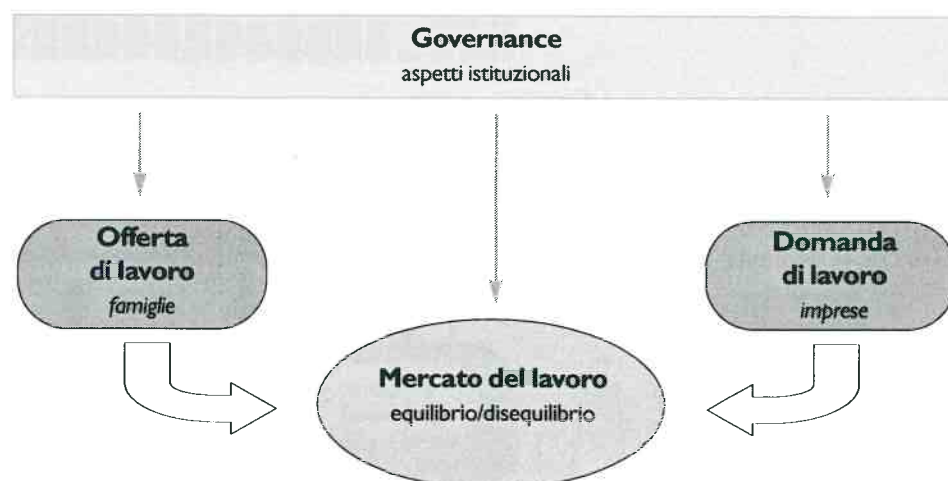 Governance
aspetti istituzionali
Offerta
di lavoro
famiglie
Domanda
di lavoro
imprese
Mercato del lavoro
equilibrio/disequilibrio